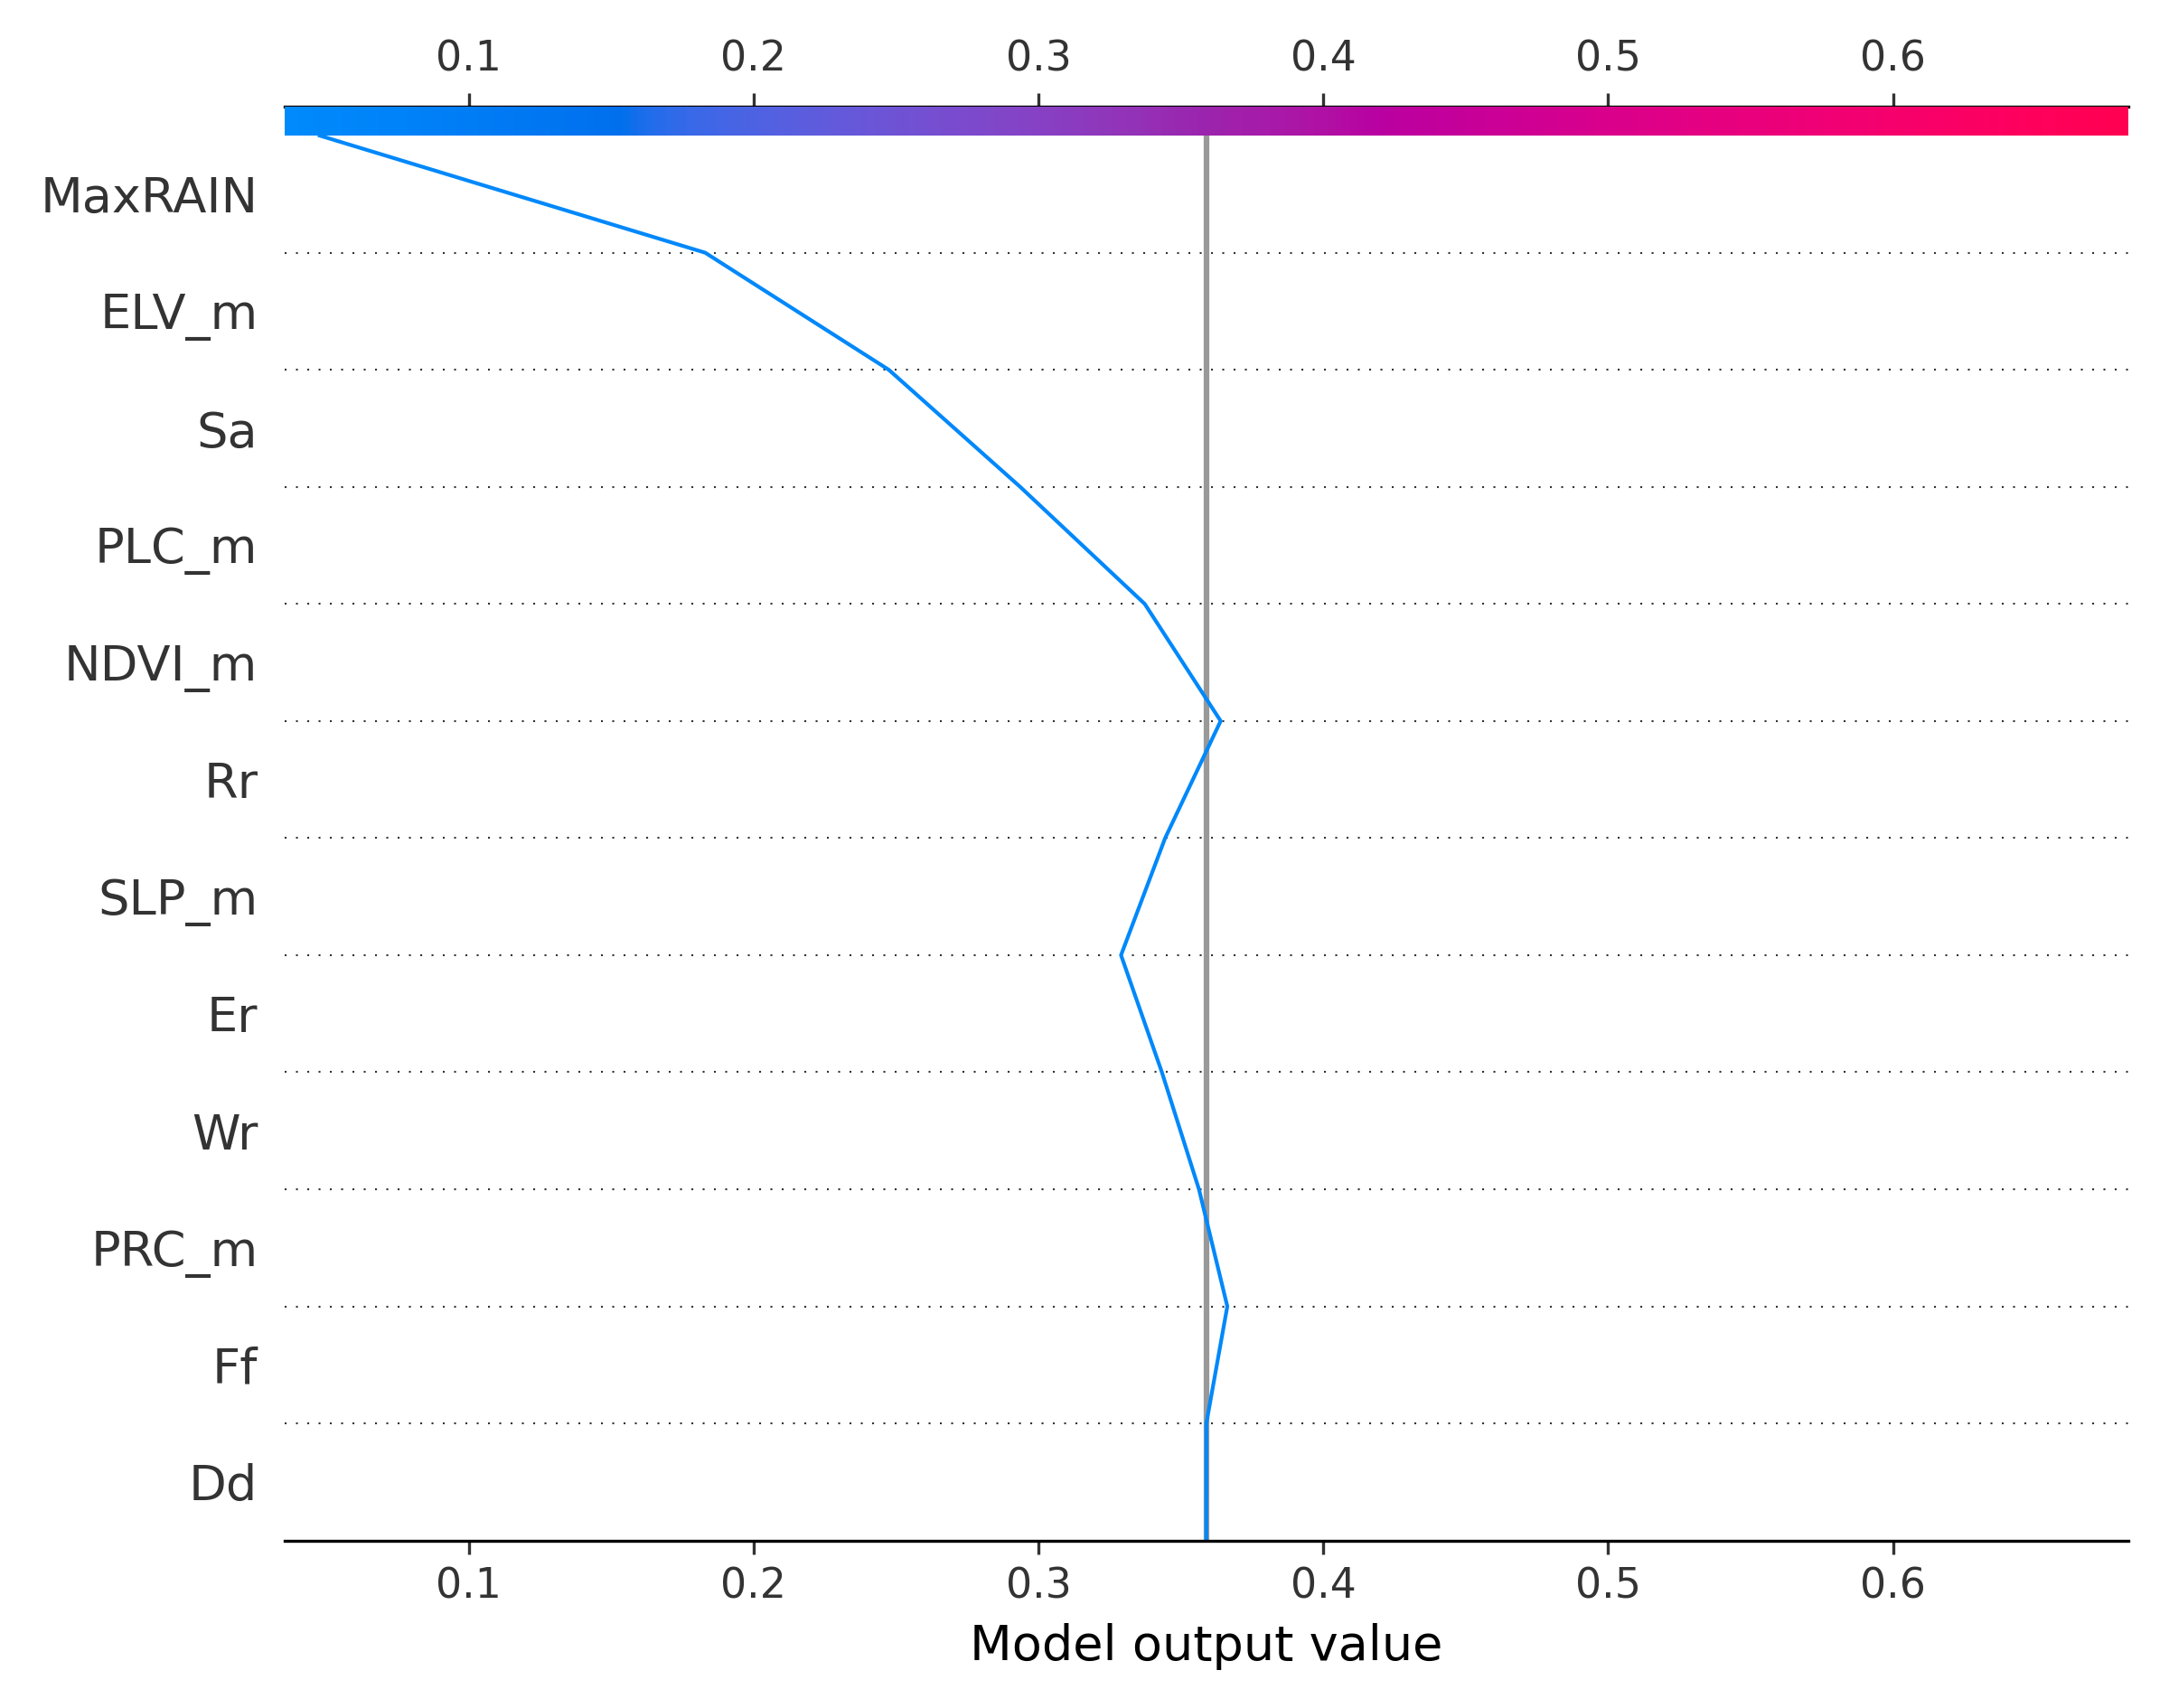 0.1 0.2 0.3 0.4 0.5 0.6
MaxRAIN
ELV_m
Sa
PLC_m
NDVI_m
Rr
SLP_m
Er
Wr
PRC_m
Ff
Dd
0.1 0.2 0.3 0.4 0.5 0.6
Model output value